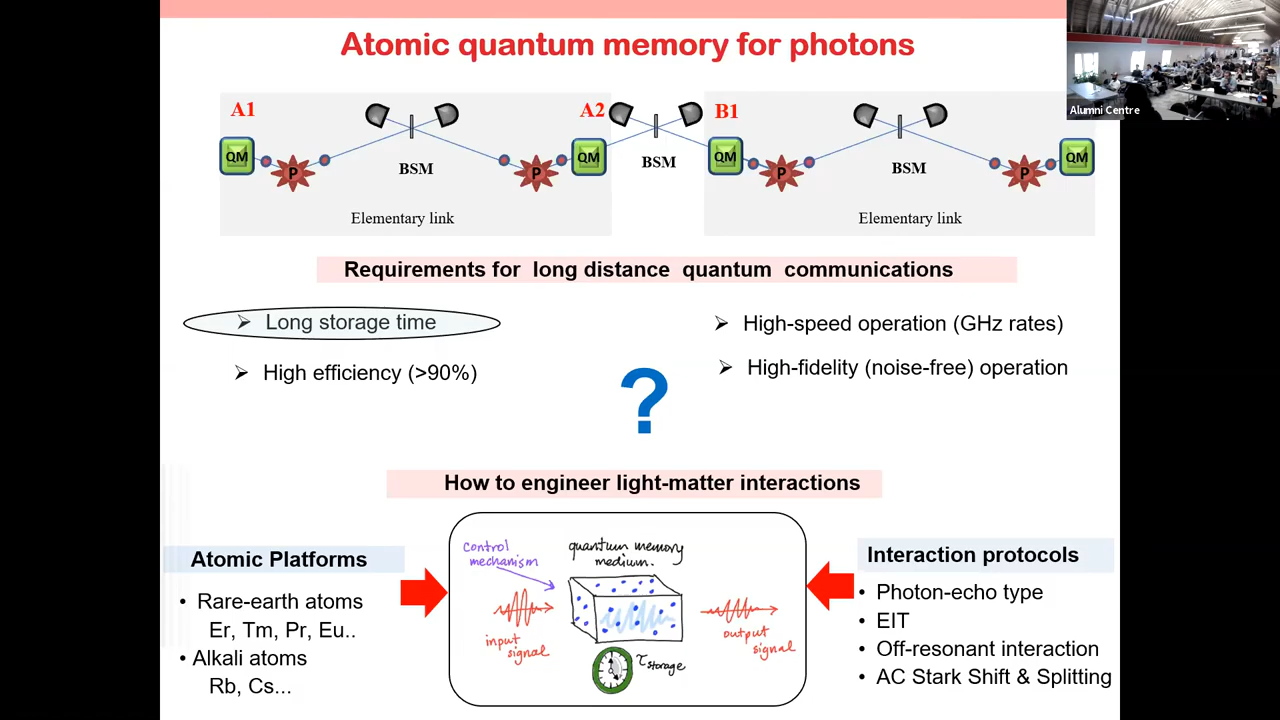 Atomic quantum memory for photons
Alumni Centre
A1
A2
B1
QM
P
BSM
P
QM
BSM
QM
P
BSM
P
QM
Elementary link
Elementary link
Requirements for long distance quantum communications
➢ Long storage time
➢ High efficiency (>90%)
➢ High-speed operation (GHz rates)
➢ High-fidelity (noise-free) operation
?
How to engineer light-matter interactions
Atomic Platforms
• Rare-earth atoms
Er, Tm, Pr, Eu..
• Alkali atoms
Rb, Cs...
control
mechanism
quantum memory
medium.
input
signal
output
signal
τ storage
Interaction protocols
• Photon-echo type
• EIT
• Off-resonant interaction
• AC Stark Shift & Splitting